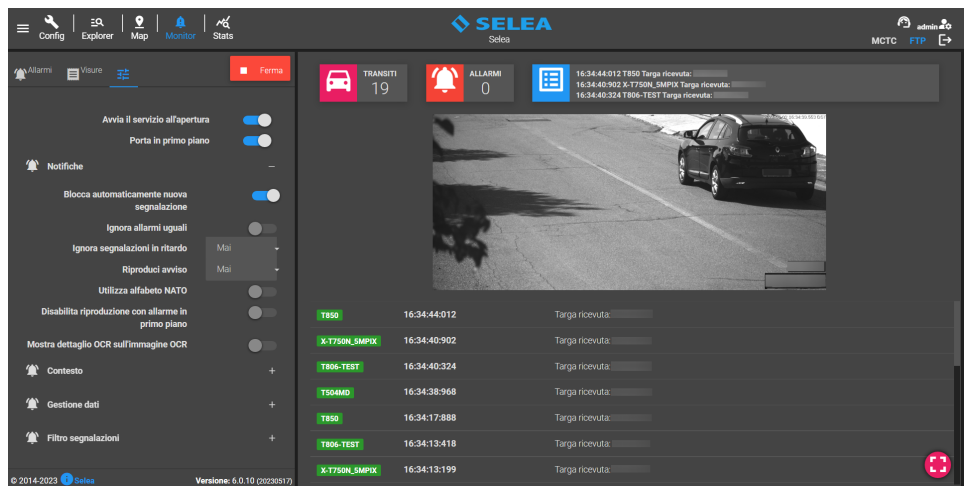 Config
Explorer
Map
Monitor
Stats
SELEA
Selea
admin
MCTC FTP
Allarmi
Visure
Ferma
TRANSITI
19
ALLARMI
0
16:34:44:012 T850 Targa ricevuta:
16:34:40:902 X-T750N_5MPIX Targa ricevuta:
16:34:40:324 T806-TEST Targa ricevuta:
Avvia il servizio all'apertura
Porta in primo piano
Notifiche
Blocca automaticamente nuova
segnalazione
Ignora allarmi uguali
Ignora segnalazioni in ritardo Mai
Riproduci avviso Mai
Utilizza alfabeto NATO
Disabilita riproduzione con allarme in
primo piano
Mostra dettaglio OCR sull'immagine OCR
Contesto
Gestione dati
Filtro segnalazioni
T850 16:34:44:012 Targa ricevuta:
X-T750N_5MPIX 16:34:40:902 Targa ricevuta:
T806-TEST 16:34:40:324 Targa ricevuta:
T504MD 16:34:38:968 Targa ricevuta:
T850 16:34:17:888 Targa ricevuta:
T806-TEST 16:34:13:418 Targa ricevuta:
X-T750N_5MPIX 16:34:13:199 Targa ricevuta:
© 2014-2023 Selea Versione: 6.0.10 (20230517)